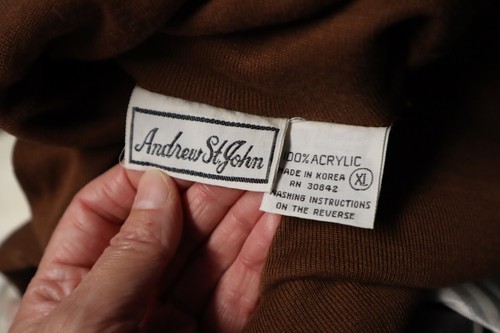 Andrew St. John
100% ACRYLIC
MADE IN KOREA
XL
RN 30842
WASHING INSTRUCTIONS
ON THE REVERSE